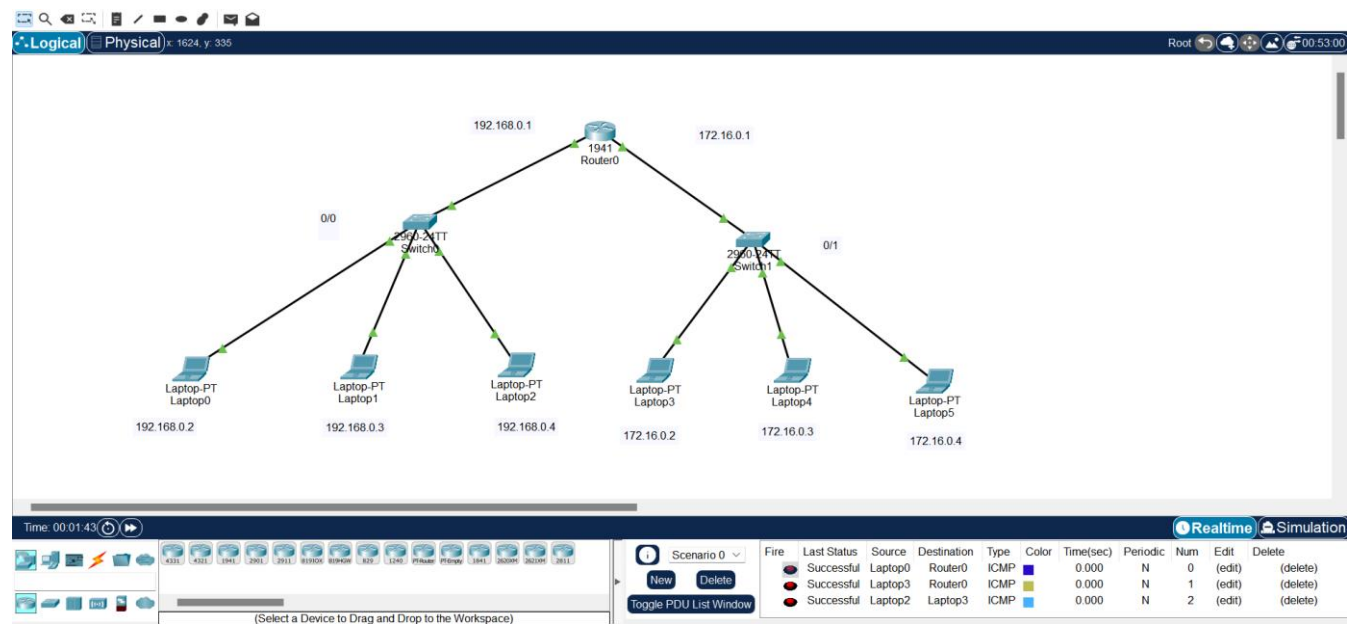 Logical Physical x: 1624, y: 335 Root 00:53:00
192.168.0.1
172.16.0.1
1941
Router0
0/0
2960-24TT
Switch0
0/1
2960-24TT
Switch1
Laptop-PT
Laptop0
Laptop-PT
Laptop1
Laptop-PT
Laptop2
Laptop-PT
Laptop3
Laptop-PT
Laptop4
Laptop-PT
Laptop5
192.168.0.2
192.168.0.3
192.168.0.4
172.16.0.2
172.16.0.3
172.16.0.4
Time: 00:01:43 Realtime Simulation
4331 4321 1941 2901 2911 819IOX 819HGW 829 1240 PT-Router PT-Empty 1841 2620XM 2621XM 2811
(Select a Device to Drag and Drop to the Workspace)
Scenario 0
New Delete
Toggle PDU List Window
Fire Last Status Source Destination Type Color Time(sec) Periodic Num Edit Delete
Successful Laptop0 Router0 ICMP 0.000 N 0 (edit) (delete)
Successful Laptop3 Router0 ICMP 0.000 N 1 (edit) (delete)
Successful Laptop2 Laptop3 ICMP 0.000 N 2 (edit) (delete)